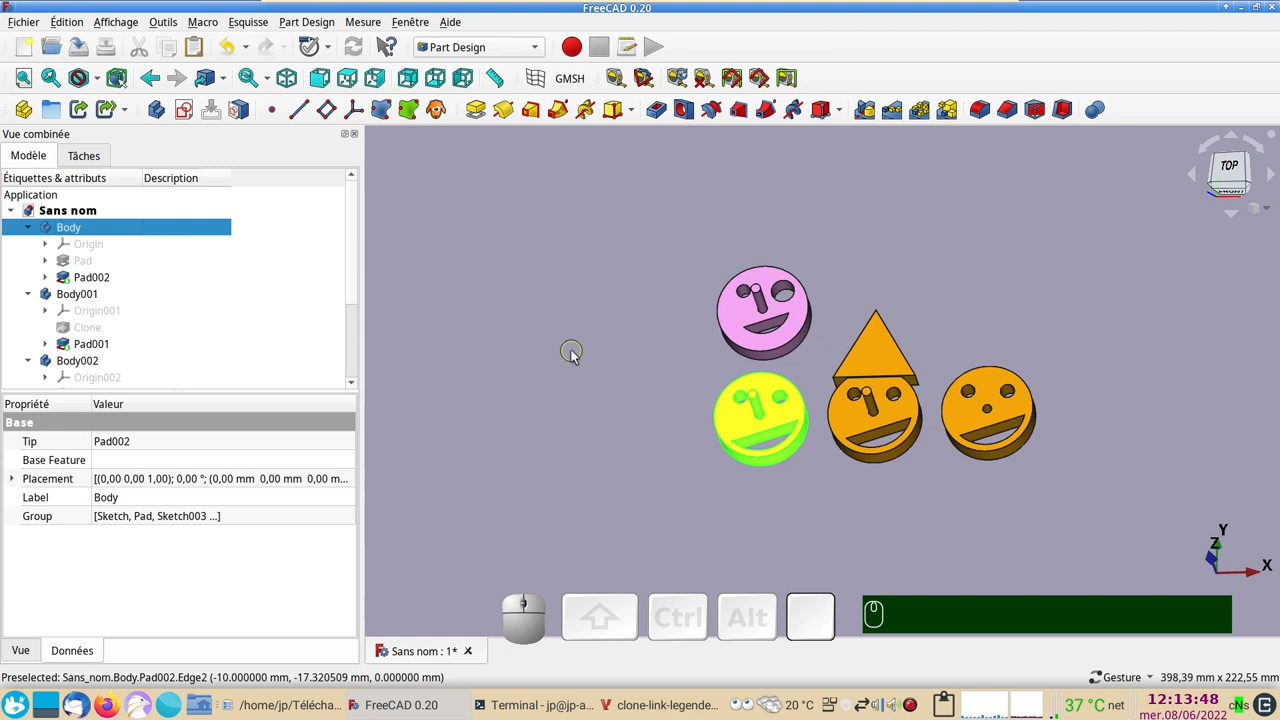 FreeCAD 0.20
Fichier Édition Affichage Outils Macro Esquisse Part Design Mesure Fenêtre Aide
Part Design
GMSH
Vue combinée
Modèle Tâches
Étiquettes & attributs Description
Application
Sans nom
Body
Origin
Pad
Pad002
Body001
Origin001
Clone
Pad001
Body002
Origin002
TOP
FRONT
Propriété Valeur
Base
Tip Pad002
Base Feature
Placement [(0,00 0,00 1,00); 0,00 °; (0,00 mm 0,00 mm 0,00 m...
Label Body
Group [Sketch, Pad, Sketch003 ...]
Y
Z
X
Ctrl Alt
Vue Données
Sans nom : 1*
Preselected: Sans_nom.Body.Pad002.Edge2 (-10.000000 mm, -17.320509 mm, 0.000000 mm)
Gesture 398,39 mm x 222,55 mm
/home/jp/Télécha... FreeCAD 0.20 Terminal - jp@jp-a... clone-link-legende... 20 °C 37 °C net 12:13:48
mer.08/06/2022